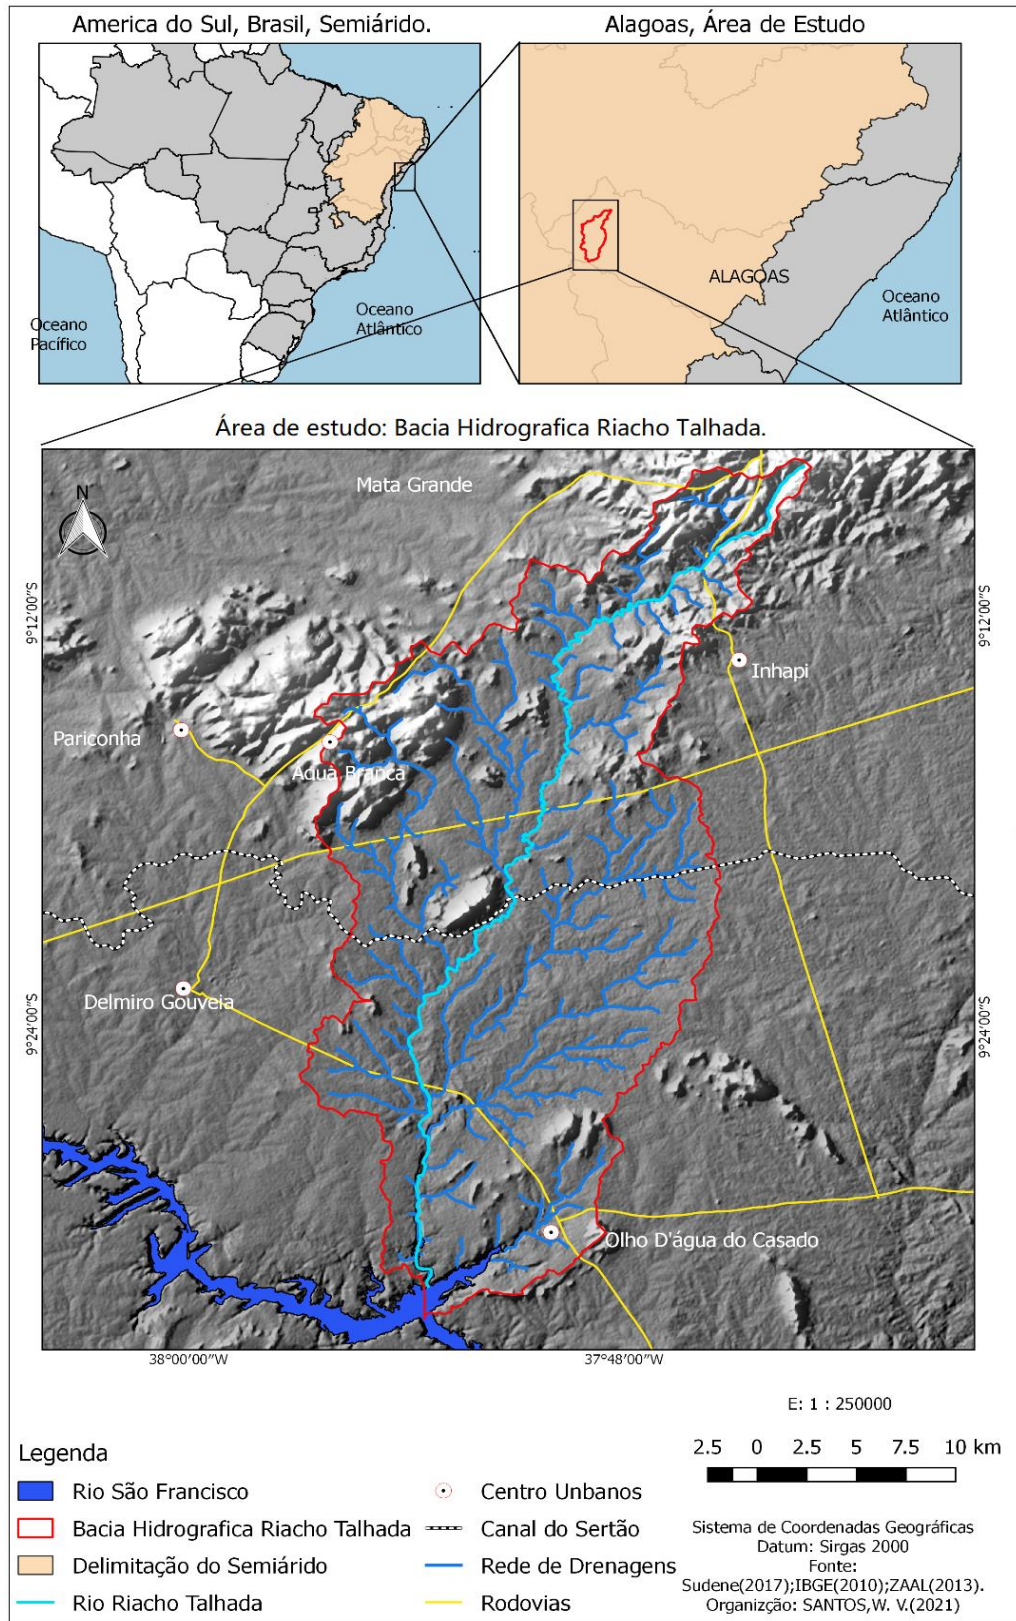 America do Sul, Brasil, Semiárido.
Alagoas, Área de Estudo
Oceano
Pacífico
Oceano
Atlântico
ALAGOAS
Oceano
Atlântico
Área de estudo: Bacia Hidrografica Riacho Talhada.
N
Mata Grande
9°12'00"S
9°12'00"S
Inhapi
Pariconha
Agua Branca
Delmiro Gouveia
9°24'00"S
9°24'00"S
Olho D'água do Casado
38°00'00"W
37°48'00"W
E: 1 : 250000
2.5 0 2.5 5 7.5 10 km
Legenda
Rio São Francisco
Bacia Hidrografica Riacho Talhada
Delimitação do Semiárido
Rio Riacho Talhada
Centro Unbanos
Canal do Sertão
Rede de Drenagens
Rodovias
Sistema de Coordenadas Geográficas
Datum: Sirgas 2000
Fonte:
Sudene(2017);IBGE(2010);ZAAL(2013).
Organizção: SANTOS,W. V.(2021)